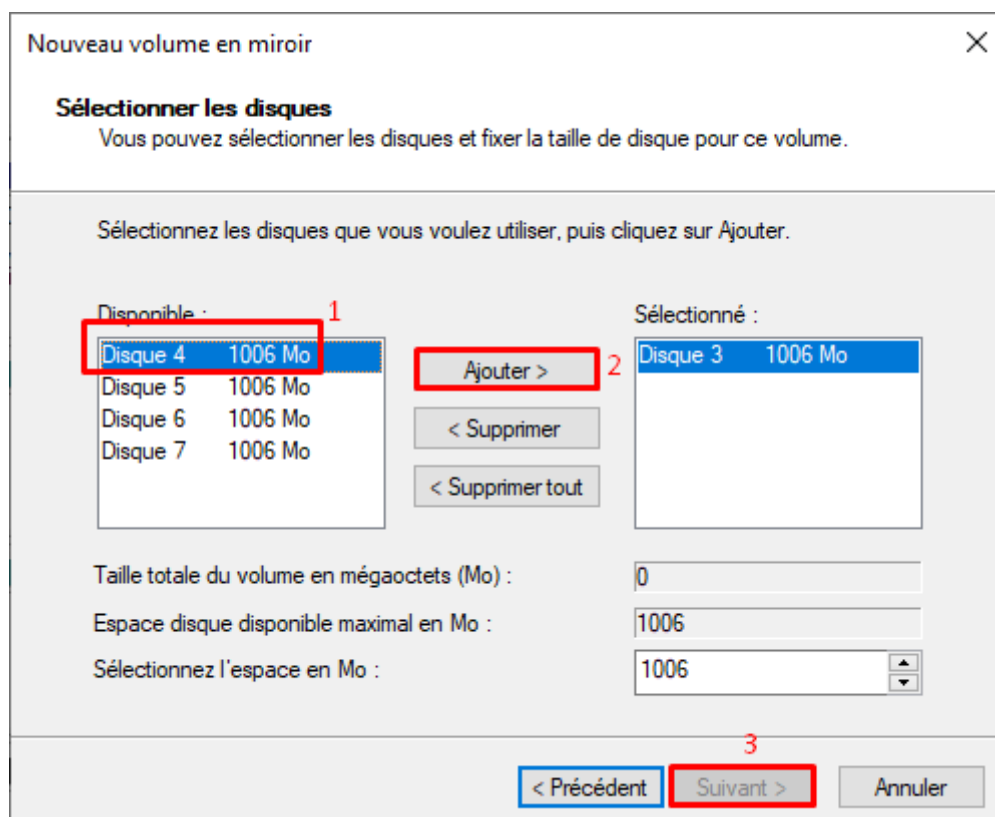 Nouveau volume en miroir
Sélectionner les disques
Vous pouvez sélectionner les disques et fixer la taille de disque pour ce volume.
Sélectionnez les disques que vous voulez utiliser, puis cliquez sur Ajouter.
Disponible :
1
Disque 4 1006 Mo
Disque 5 1006 Mo
Disque 6 1006 Mo
Disque 7 1006 Mo
Ajouter >
2
< Supprimer
< Supprimer tout
Sélectionné :
Disque 3 1006 Mo
Taille totale du volume en mégaoctets (Mo) : 0
Espace disque disponible maximal en Mo : 1006
Sélectionnez l'espace en Mo : 1006
3
< Précédent Suivant > Annuler